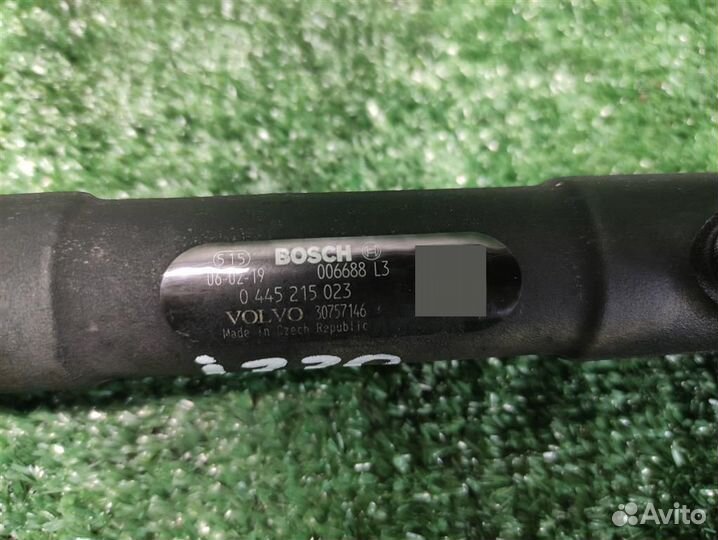 515 BOSCH
06-02-19 006688 L3
0 445 215 023
VOLVO 30757146
Made in Czech Republic
Avito